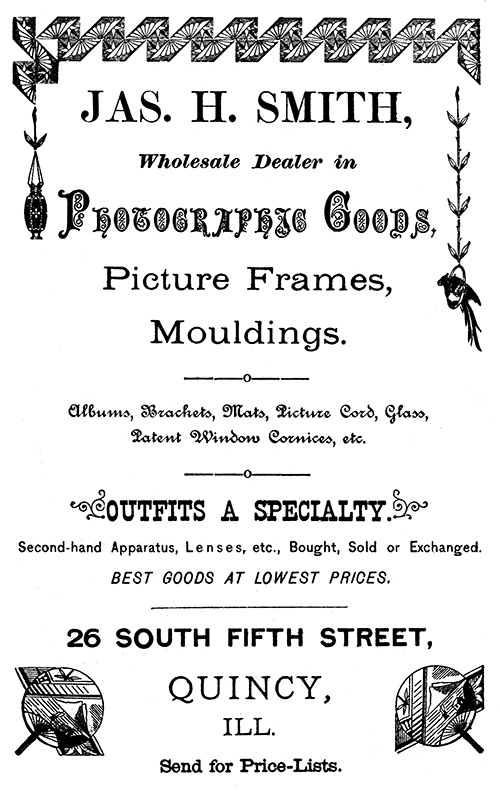 JAS. H. SMITH,
Wholesale Dealer in
PHOTOGRAPHIC GOODS,
Picture Frames,
Mouldings.
Albums, Brackets, Mats, Picture Cord, Glass,
Patent Window Cornices, etc.
OUTFITS A SPECIALTY.
Second-hand Apparatus, Lenses, etc., Bought, Sold or Exchanged.
BEST GOODS AT LOWEST PRICES.
26 SOUTH FIFTH STREET,
QUINCY,
ILL.
Send for Price-Lists.